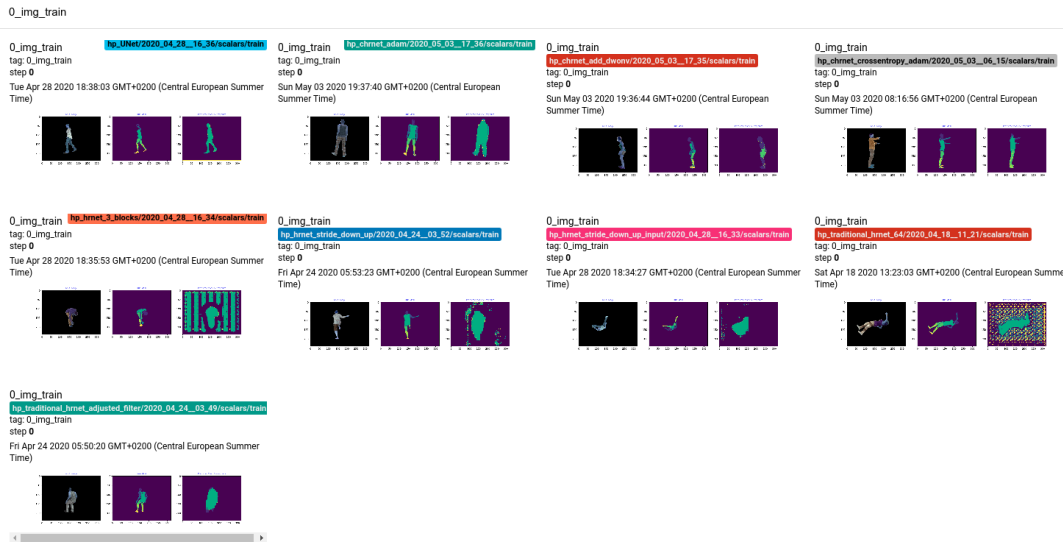 0_img_train
0_img_train hp_UNet/2020_04_28__16_36/scalars/train
tag: 0_img_train
step 0
Tue Apr 28 2020 18:38:03 GMT+0200 (Central European Summer
Time)
0_img_train hp_chrnet_adam/2020_05_03__17_36/scalars/train
tag: 0_img_train
step 0
Sun May 03 2020 19:37:40 GMT+0200 (Central European
Summer Time)
0_img_train
hp_chrnet_add_dwonv/2020_05_03__17_35/scalars/train
tag: 0_img_train
step 0
Sun May 03 2020 19:36:44 GMT+0200 (Central European
Summer Time)
0_img_train
hp_chrnet_crossentropy_adam/2020_05_03__06_15/scalars/train
tag: 0_img_train
step 0
Sun May 03 2020 08:16:56 GMT+0200 (Central European
Summer Time)
0_img_train hp_hrnet_3_blocks/2020_04_28__16_34/scalars/train
tag: 0_img_train
step 0
Tue Apr 28 2020 18:35:53 GMT+0200 (Central European Summer
Time)
0_img_train
hp_hrnet_stride_down_up/2020_04_24__03_52/scalars/train
tag: 0_img_train
step 0
Fri Apr 24 2020 05:53:23 GMT+0200 (Central European Summer
Time)
0_img_train
hp_hrnet_stride_down_up_input/2020_04_28__16_33/scalars/train
tag: 0_img_train
step 0
Tue Apr 28 2020 18:34:27 GMT+0200 (Central European Summer
Time)
0_img_train
hp_traditional_hrnet_64/2020_04_18__11_21/scalars/train
tag: 0_img_train
step 0
Sat Apr 18 2020 13:23:03 GMT+0200 (Central European Summe
Time)
0_img_train
hp_traditional_hrnet_adjusted_filter/2020_04_24__03_49/scalars/train
tag: 0_img_train
step 0
Fri Apr 24 2020 05:50:20 GMT+0200 (Central European Summer
Time)